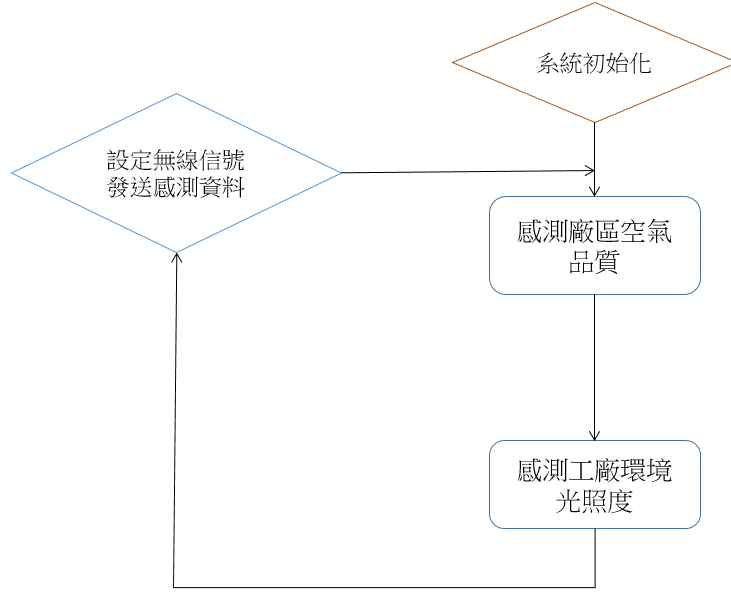 系統初始化
設定無線信號
發送感測資料
感測廠區空氣
品質
感測工廠環境
光照度